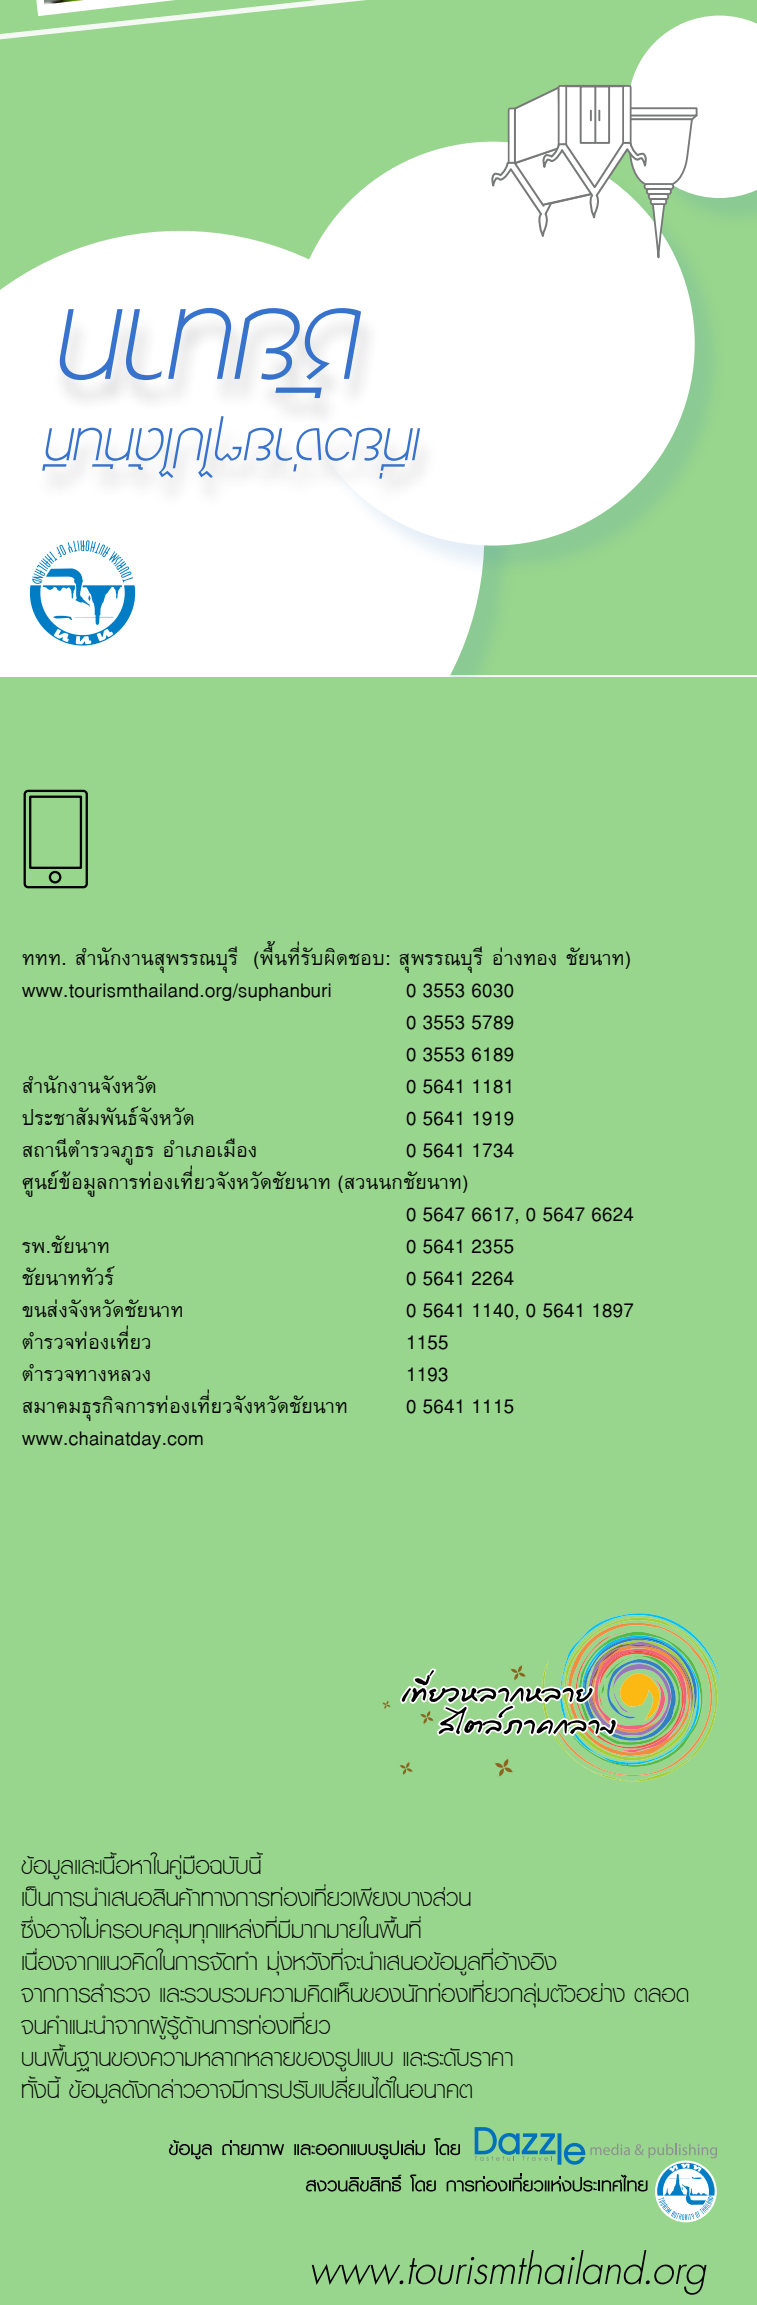 ชัยนาท
TOURISM AUTHORITY OF THAILAND
ททท
ททท. สำนักงานสุพรรณบุรี (พื้นที่รับผิดชอบ: สุพรรณบุรี อ่างทอง ชัยนาท)
www.tourismthailand.org/suphanburi 0 3553 6030
0 3553 5789
0 3553 6189
สำนักงานจังหวัด 0 5641 1181
ประชาสัมพันธ์จังหวัด 0 5641 1919
สถานีตำรวจภูธร อำเภอเมือง 0 5641 1734
ศูนย์ข้อมูลการท่องเที่ยวจังหวัดชัยนาท (สวนนกชัยนาท)
0 5647 6617, 0 5647 6624
รพ.ชัยนาท 0 5641 2355
ชัยนาททัวร์ 0 5641 2264
ขนส่งจังหวัดชัยนาท 0 5641 1140, 0 5641 1897
ตำรวจท่องเที่ยว 1155
ตำรวจทางหลวง 1193
สมาคมธุรกิจการท่องเที่ยวจังหวัดชัยนาท 0 5641 1115
www.chainatday.com
เที่ยวหลากหลาย
สไตล์ภาคกลาง
ข้อมูลและเนื้อหาในคู่มือฉบับนี้
เป็นการนำเสนอสินค้าทางการท่องเที่ยวเพียงบางส่วน
ซึ่งอาจไม่ครอบคลุมทุกแหล่งที่มีมากมายในพื้นที่
เนื่องจากแนวคิดในการจัดทำ มุ่งหวังที่จะนำเสนอข้อมูลที่อ้างอิง
จากการสำรวจ และรวบรวมความคิดเห็นของนักท่องเที่ยวกลุ่มตัวอย่าง ตลอด
จนคำแนะนำจากผู้รู้ด้านการท่องเที่ยว
บนพื้นฐานของความหลากหลายของรูปแบบ และระดับราคา
ทั้งนี้ ข้อมูลดังกล่าวอาจมีการปรับเปลี่ยนได้ในอนาคต
ข้อมูล ถ่ายภาพ และออกแบบรูปเล่ม โดย Dazzle media & publishing
Tasteful Travel
สงวนลิขสิทธิ์ โดย การท่องเที่ยวแห่งประเทศไทย
ททท
TOURISM AUTHORITY OF THAILAND
www.tourismthailand.org